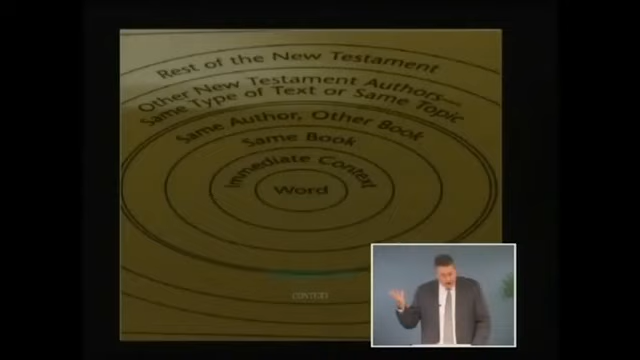 Rest of the New Testament
Other New Testament Authors—
Same Type of Text or Same Topic
Same Author, Other Book
Same Book
Immediate Context
Word
CONTEXT